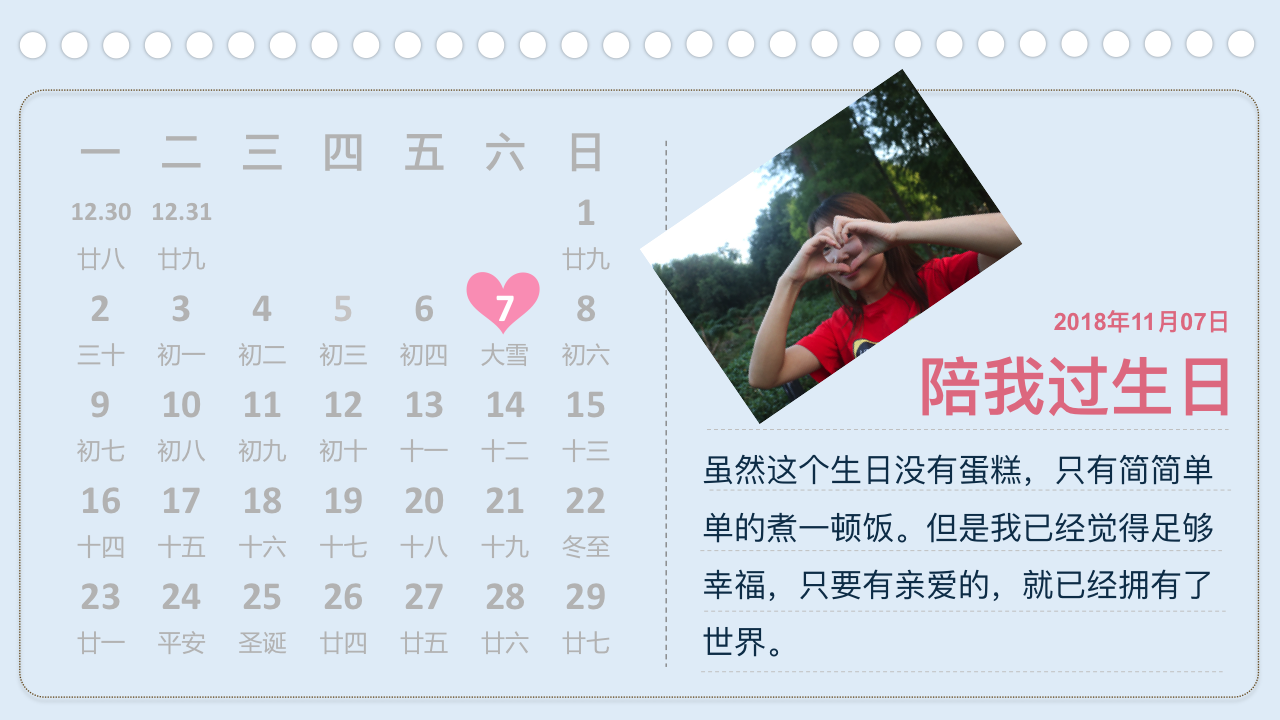 一 二 三 四 五 六 日
12.30 12.31 1
廿八 廿九 廿九
2 3 4 5 6 7 8
三十 初一 初二 初三 初四 大雪 初六
9 10 11 12 13 14 15
初七 初八 初九 初十 十一 十二 十三
16 17 18 19 20 21 22
十四 十五 十六 十七 十八 十九 冬至
23 24 25 26 27 28 29
廿一 平安 圣诞 廿四 廿五 廿六 廿七
2018年11月07日
陪我过生日
虽然这个生日没有蛋糕，只有简简单
单的煮一顿饭。但是我已经觉得足够
幸福，只要有亲爱的，就已经拥有了
世界。